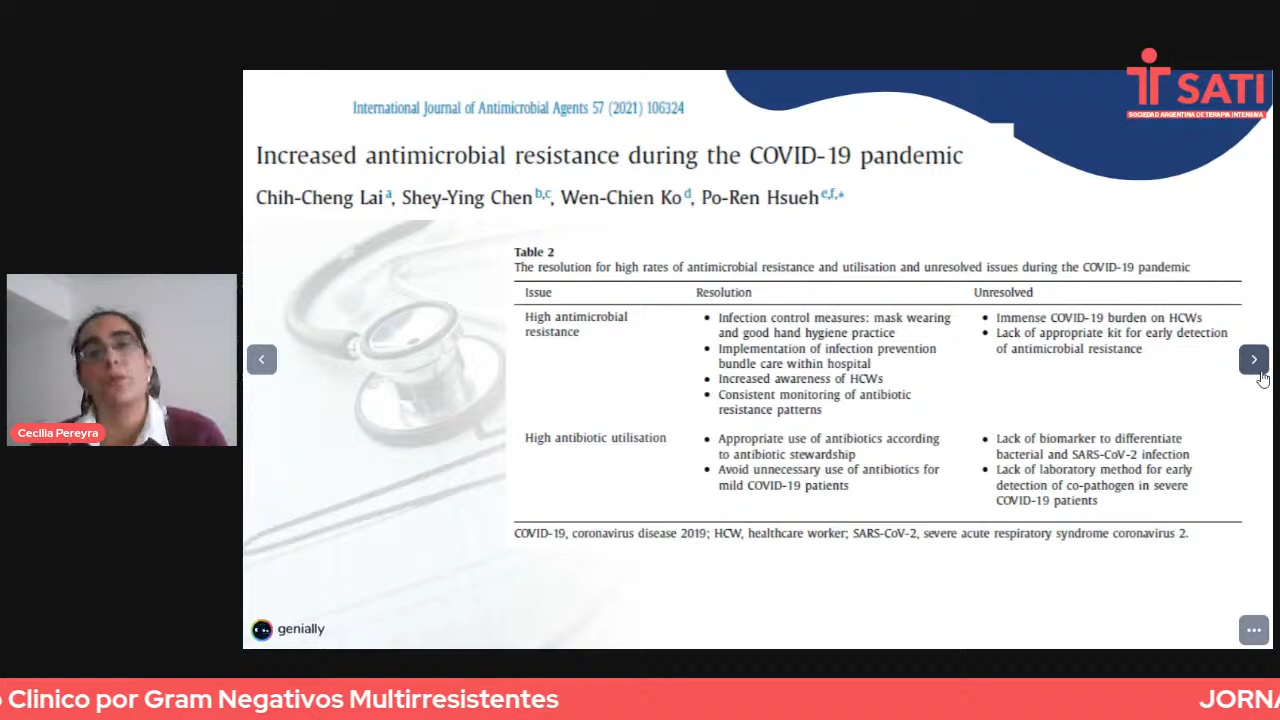 SATI
SOCIEDAD ARGENTINA DE TERAPIA INTENSIVA
International Journal of Antimicrobial Agents 57 (2021) 106324
Increased antimicrobial resistance during the COVID-19 pandemic
Chih-Cheng Lai a, Shey-Ying Chen b,c, Wen-Chien Ko d, Po-Ren Hsueh e,f,*
Table 2
The resolution for high rates of antimicrobial resistance and utilisation and unresolved issues during the COVID-19 pandemic
Issue Resolution Unresolved
High antimicrobial
resistance
• Infection control measures: mask wearing
and good hand hygiene practice
• Implementation of infection prevention
bundle care within hospital
• Increased awareness of HCWs
• Consistent monitoring of antibiotic
resistance patterns
• Immense COVID-19 burden on HCWs
• Lack of appropriate kit for early detection
of antimicrobial resistance
High antibiotic utilisation
• Appropriate use of antibiotics according
to antibiotic stewardship
• Avoid unnecessary use of antibiotics for
mild COVID-19 patients
• Lack of biomarker to differentiate
bacterial and SARS-CoV-2 infection
• Lack of laboratory method for early
detection of co-pathogen in severe
COVID-19 patients
COVID-19, coronavirus disease 2019; HCW, healthcare worker; SARS-CoV-2, severe acute respiratory syndrome coronavirus 2.
Cecilia Pereyra
genially
o Clinico por Gram Negativos Multirresistentes
JORNA